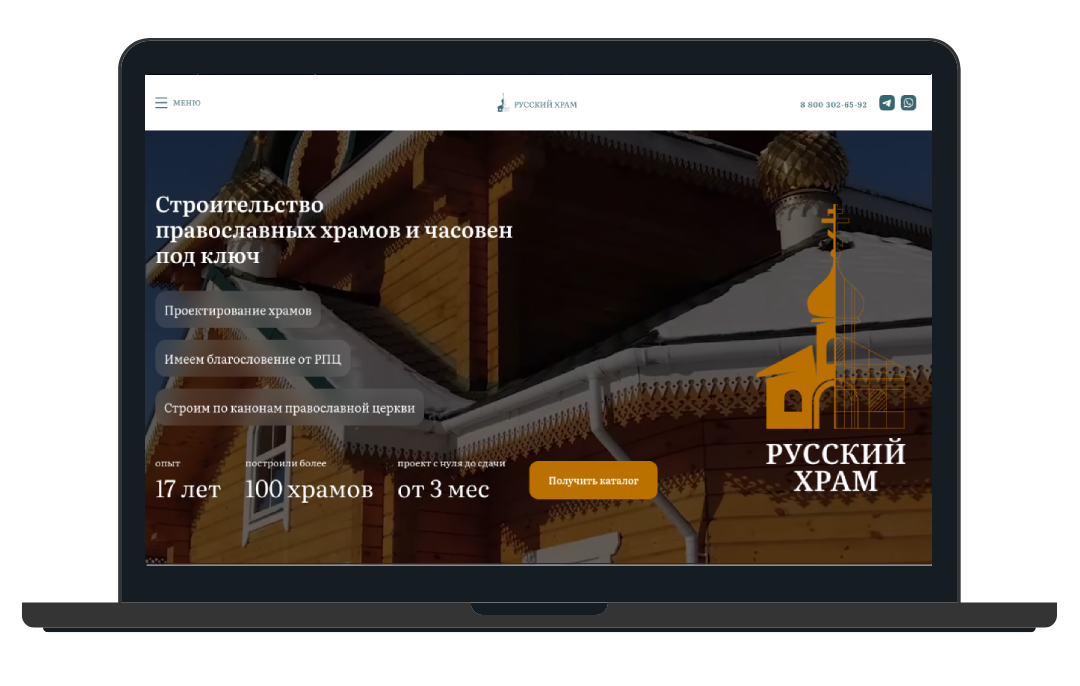 МЕНЮ
РУССКИЙ ХРАМ
8 800 302-65-92
Строительство
православных храмов и часовен
под ключ
Проектирование храмов
Имеем благословение от РПЦ
Строим по канонам православной церкви
опыт
17 лет
построили более
100 храмов
проект с нуля до сдачи
от 3 мес
Получить каталог
РУССКИЙ
ХРАМ